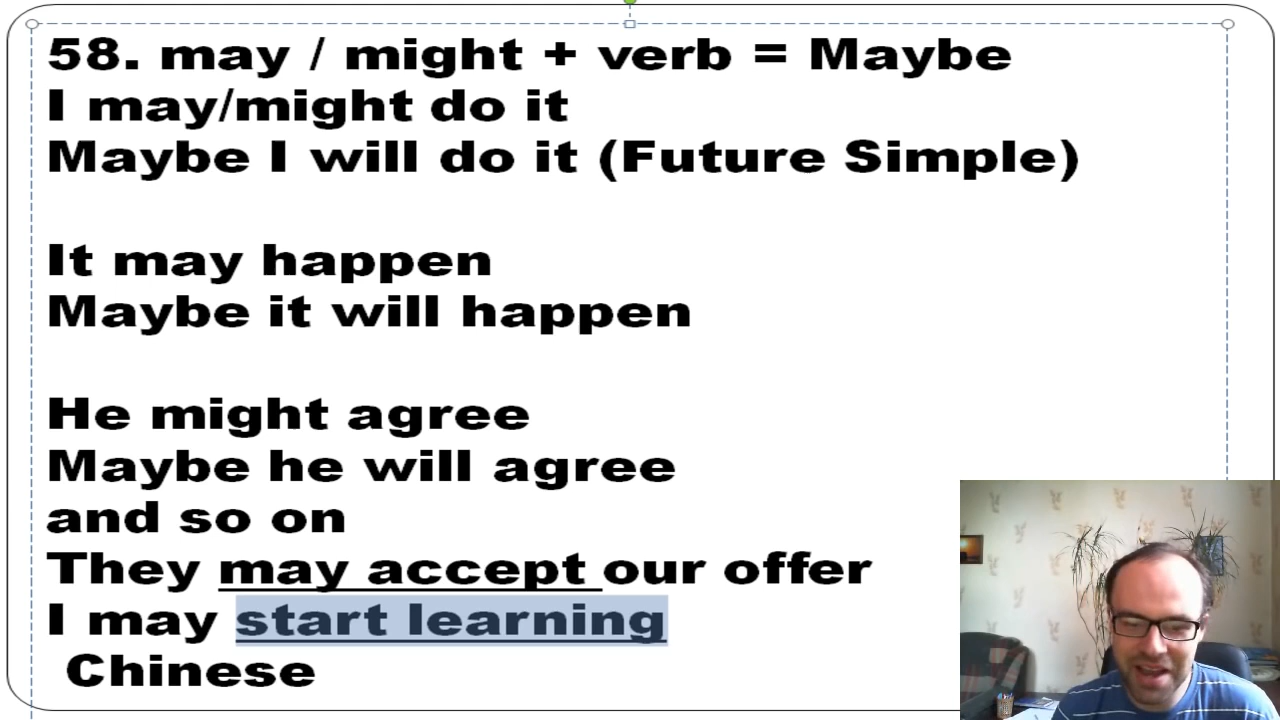 58. may / might + verb = Maybe
I may/might do it
Maybe I will do it (Future Simple)
It may happen
Maybe it will happen
He might agree
Maybe he will agree
and so on
They may accept our offer
I may start learning
Chinese